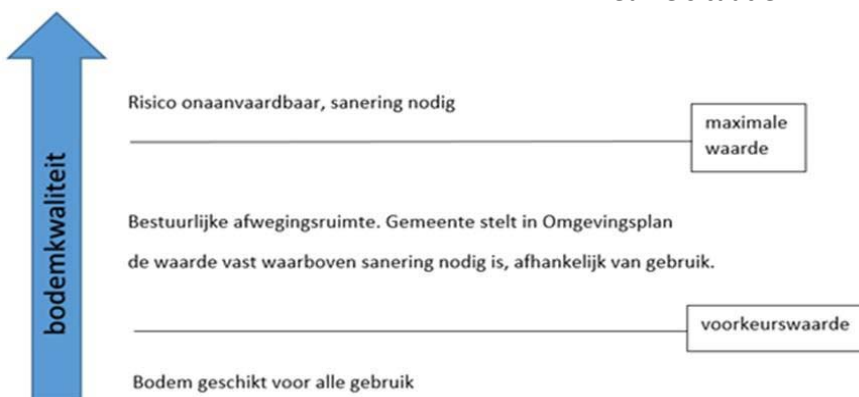 Risico onaanvaardbaar, sanering nodig
maximale
waarde
bodemkwaliteit
Bestuurlijke afwegingsruimte. Gemeente stelt in Omgevingsplan
de waarde vast waarboven sanering nodig is, afhankelijk van gebruik.
voorkeurswaarde
Bodem geschikt voor alle gebruik